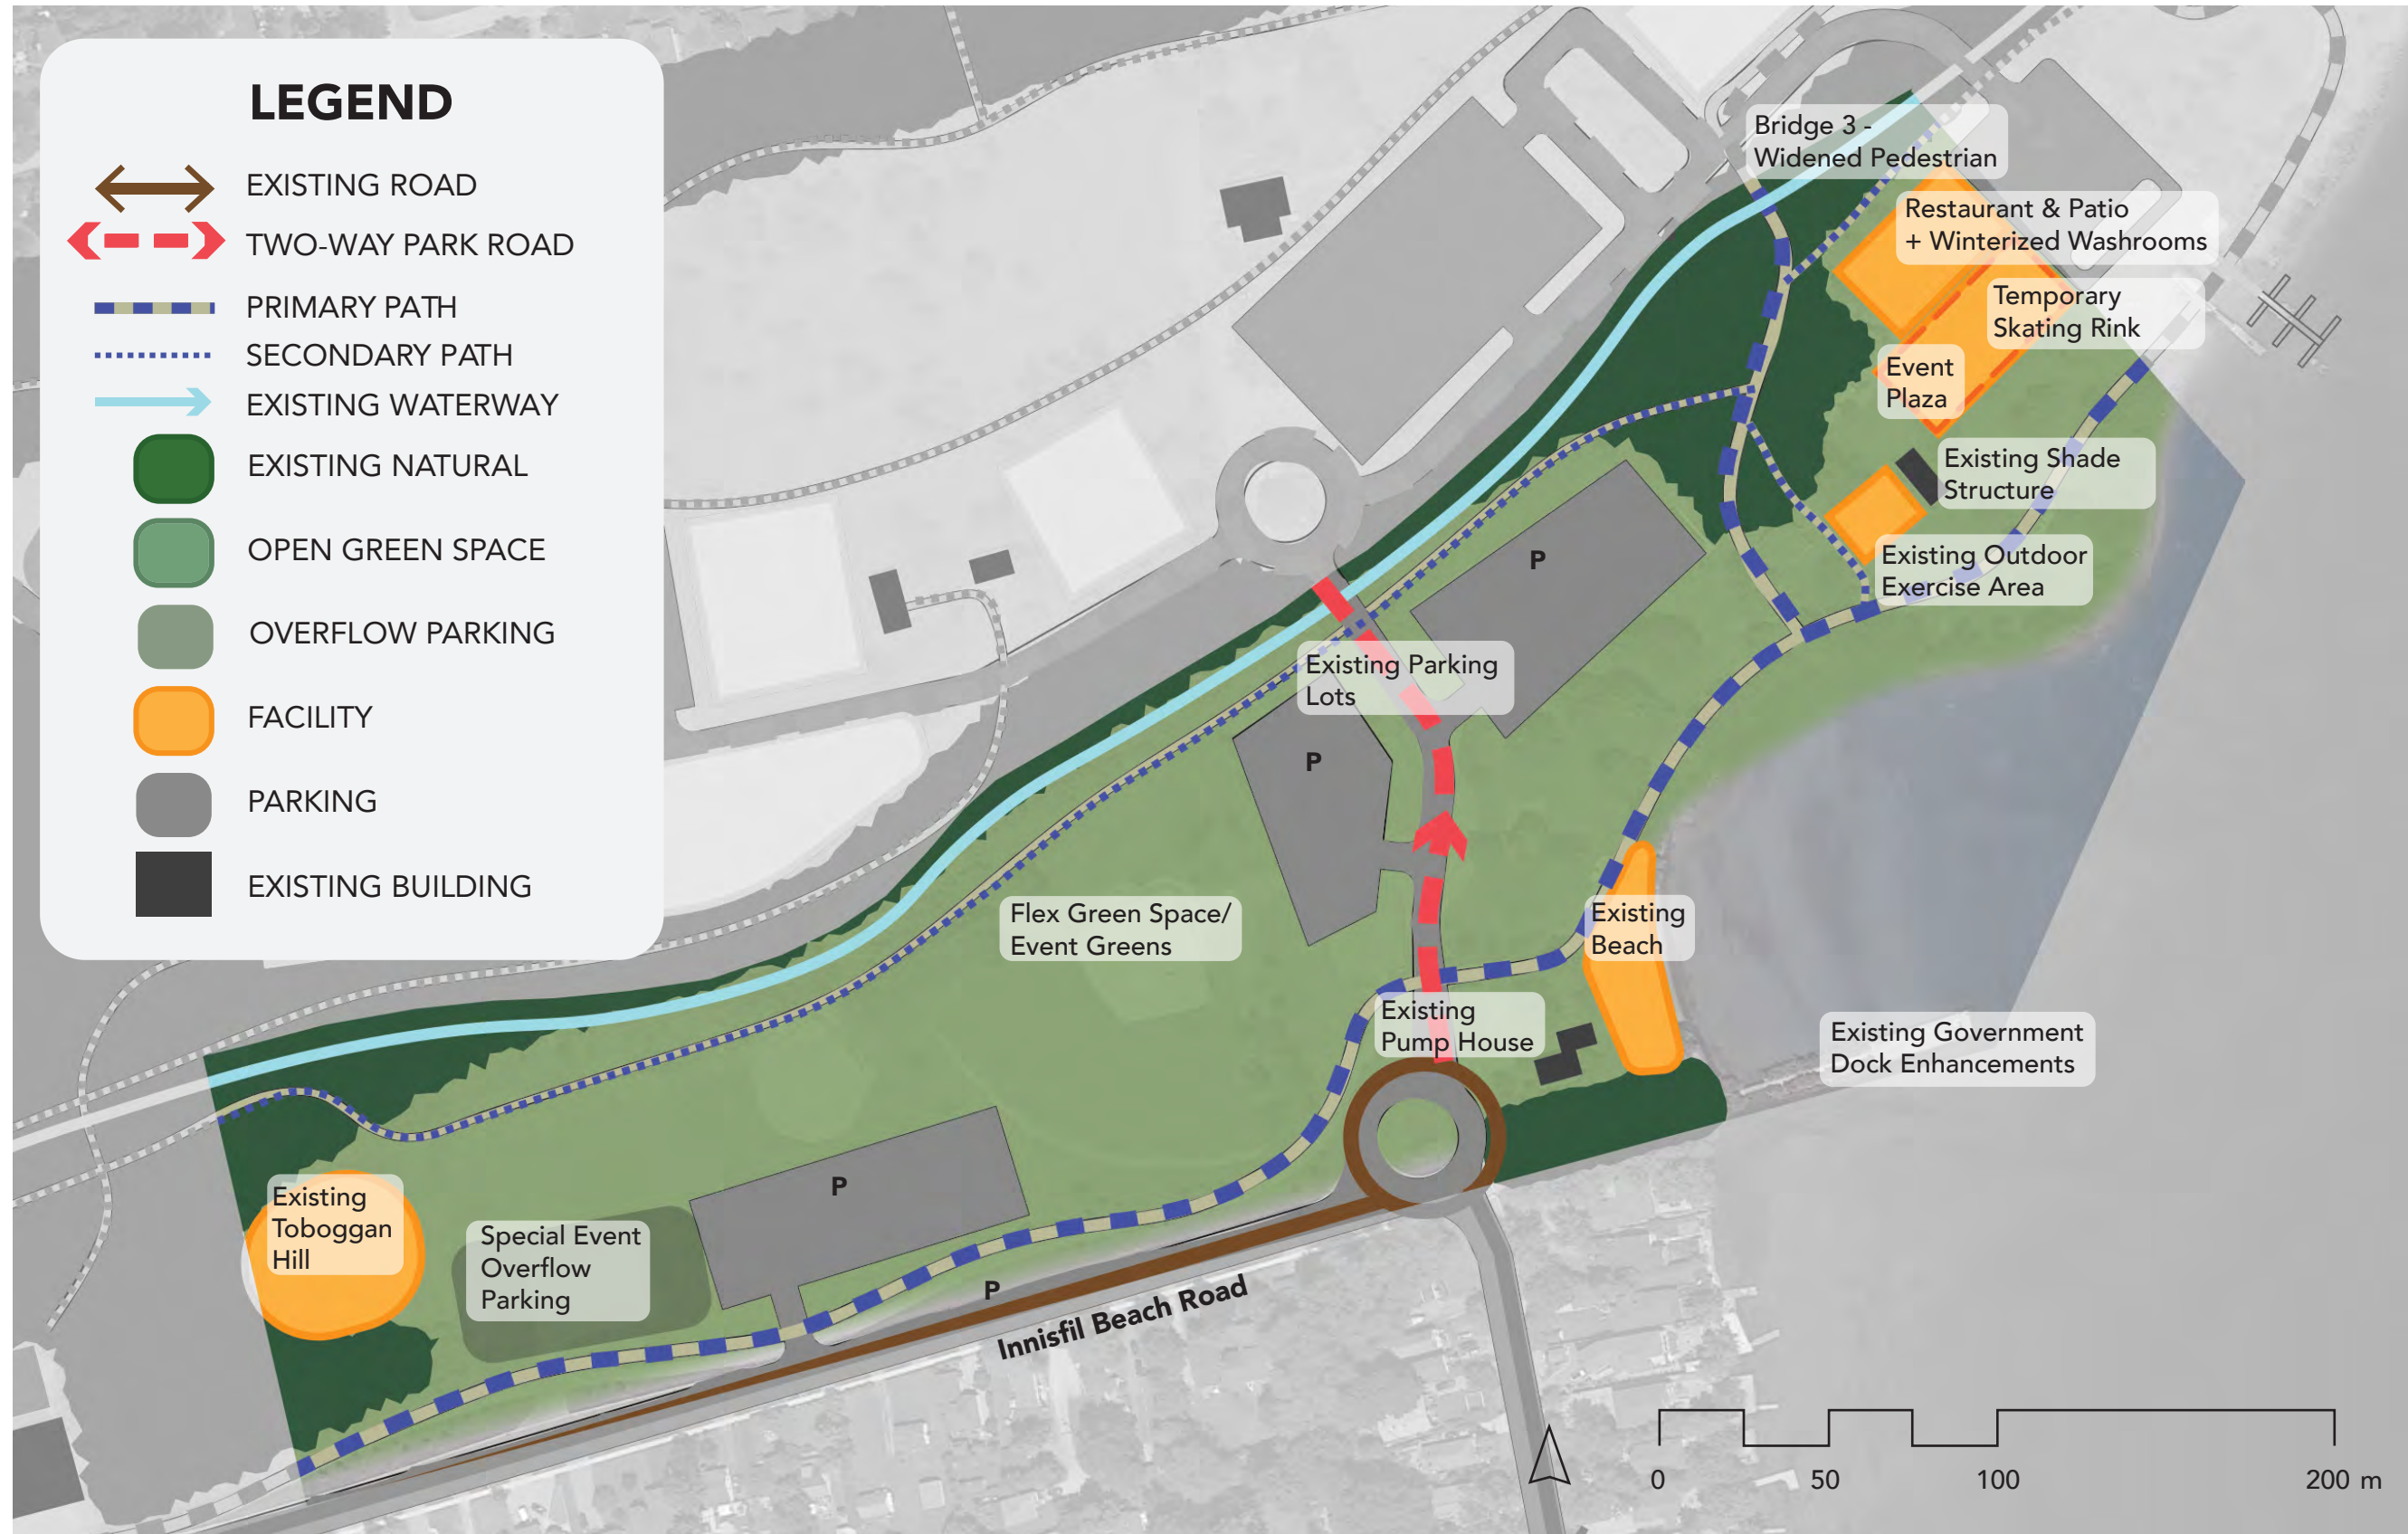 LEGEND
EXISTING ROAD
TWO-WAY PARK ROAD
PRIMARY PATH
SECONDARY PATH
EXISTING WATERWAY
EXISTING NATURAL
OPEN GREEN SPACE
OVERFLOW PARKING
FACILITY
PARKING
EXISTING BUILDING
Bridge 3 -
Widened Pedestrian
Restaurant & Patio
+ Winterized Washrooms
Temporary
Skating Rink
Event
Plaza
Existing Shade
Structure
Existing Outdoor
Exercise Area
P
Existing Parking
Lots
P
Flex Green Space/
Event Greens
Existing
Beach
Existing
Pump House
Existing Government
Dock Enhancements
P
Existing
Toboggan
Hill
Special Event
Overflow
Parking
P
Innisfil Beach Road
0 50 100 200 m